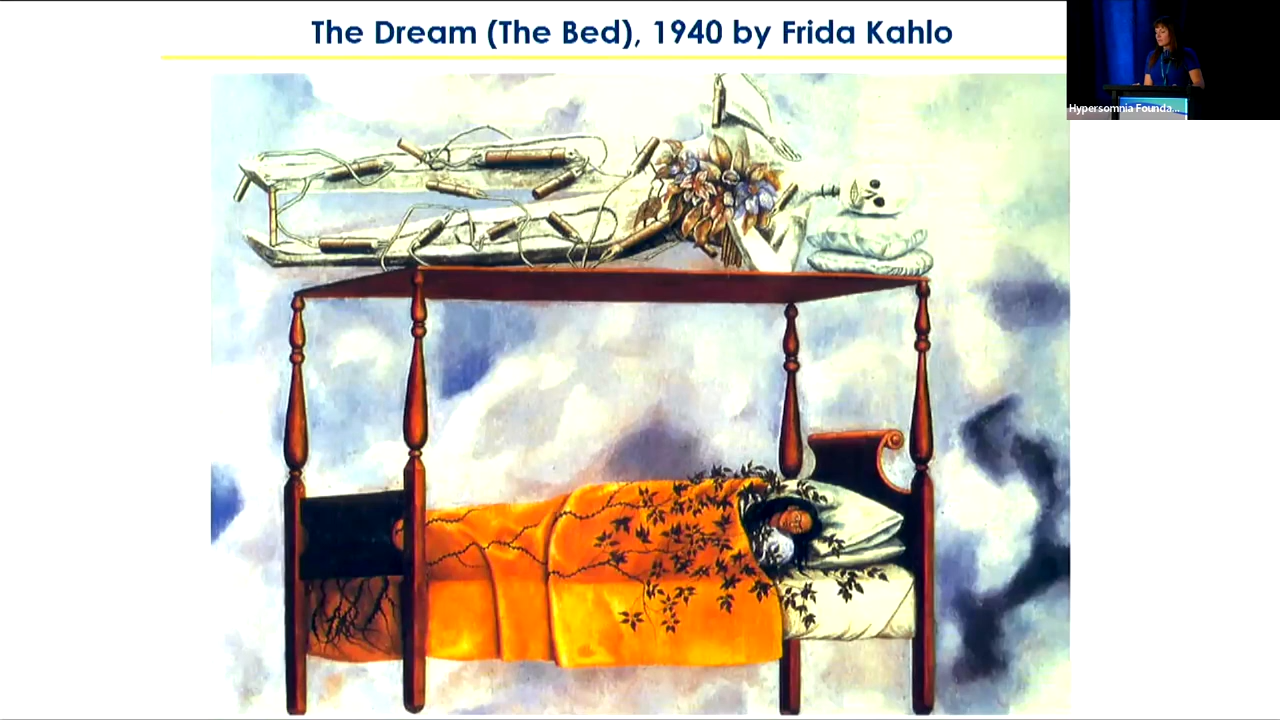 The Dream (The Bed), 1940 by Frida Kahlo
Hypersomnia Founda...